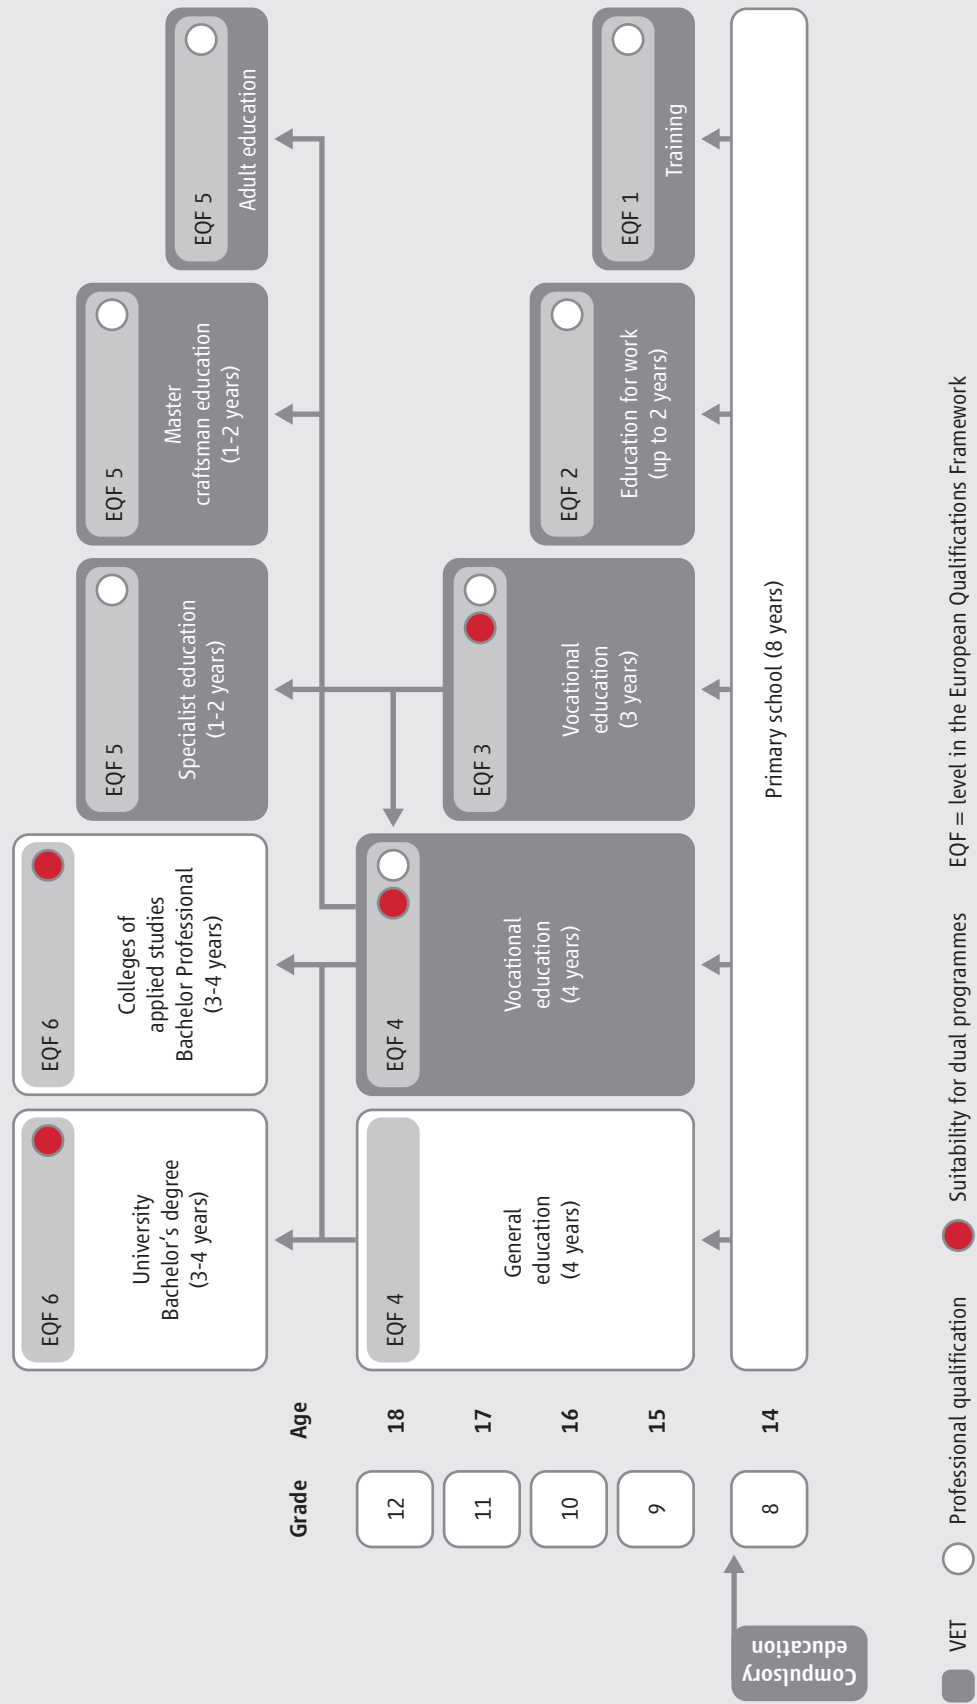 EQF 6
University
Bachelor's degree
(3-4 years)
EQF 6
Colleges of
applied studies
Bachelor Professional
(3-4 years)
EQF 5
Specialist education
(1-2 years)
EQF 5
Master
craftsman education
(1-2 years)
EQF 5
Adult education
Grade
Age
12
18
11
17
10
16
9
15
8
14
EQF 4
General
education
(4 years)
EQF 4
Vocational
education
(4 years)
EQF 3
Vocational
education
(3 years)
EQF 2
Education for work
(up to 2 years)
EQF 1
Training
Primary school (8 years)
Compulsory
education
VET
Professional qualification
Suitability for dual programmes
EQF = level in the European Qualifications Framework